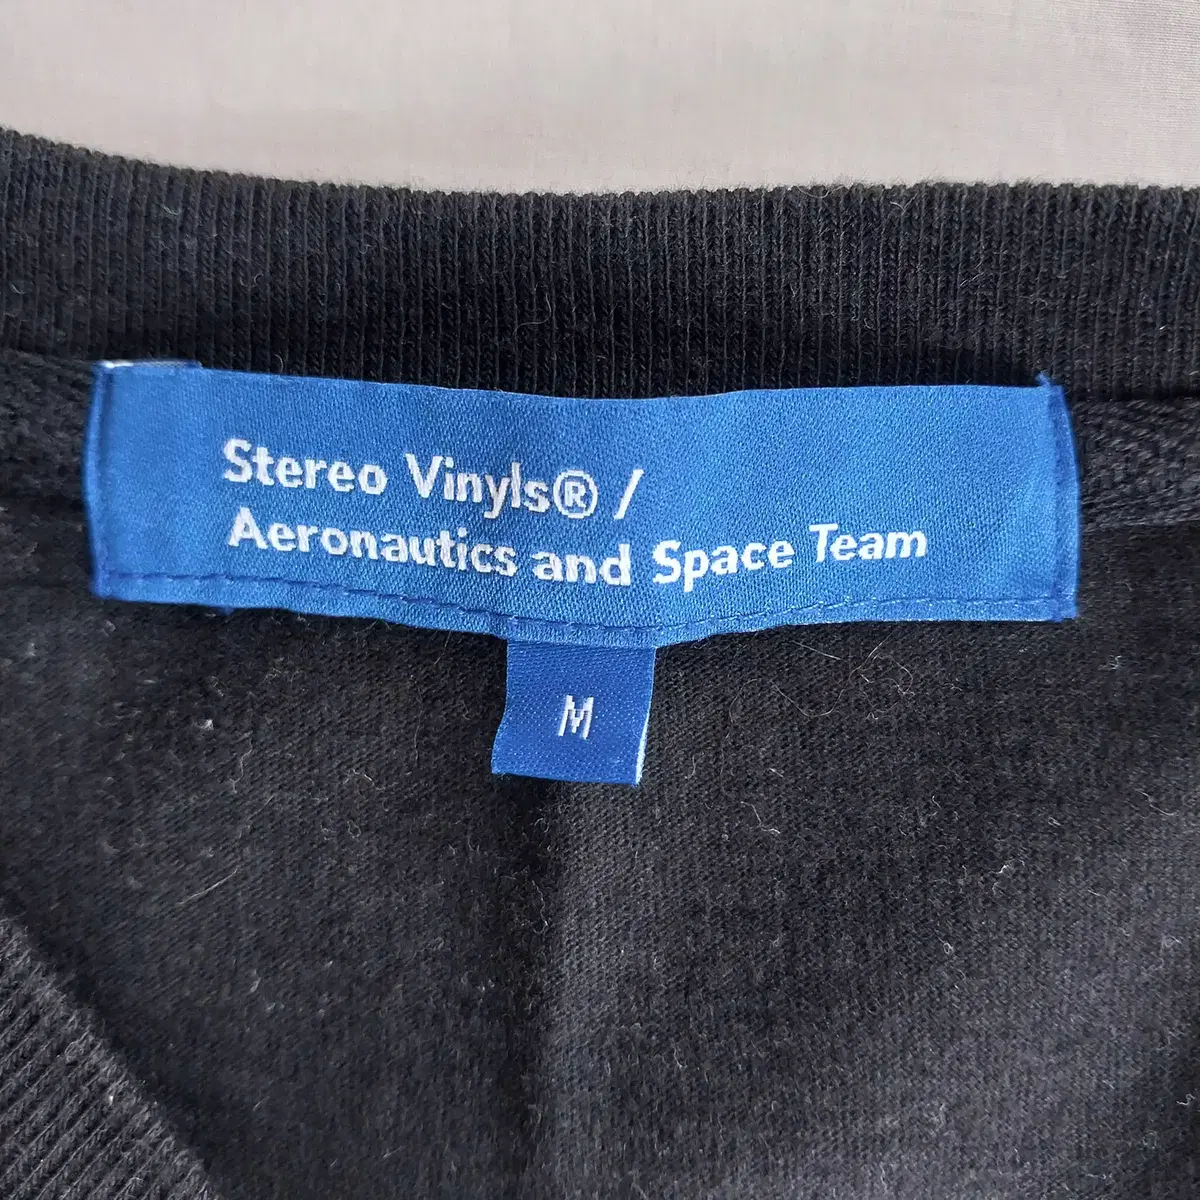 Stereo Vinyls® /
Aeronautics and Space Team
M